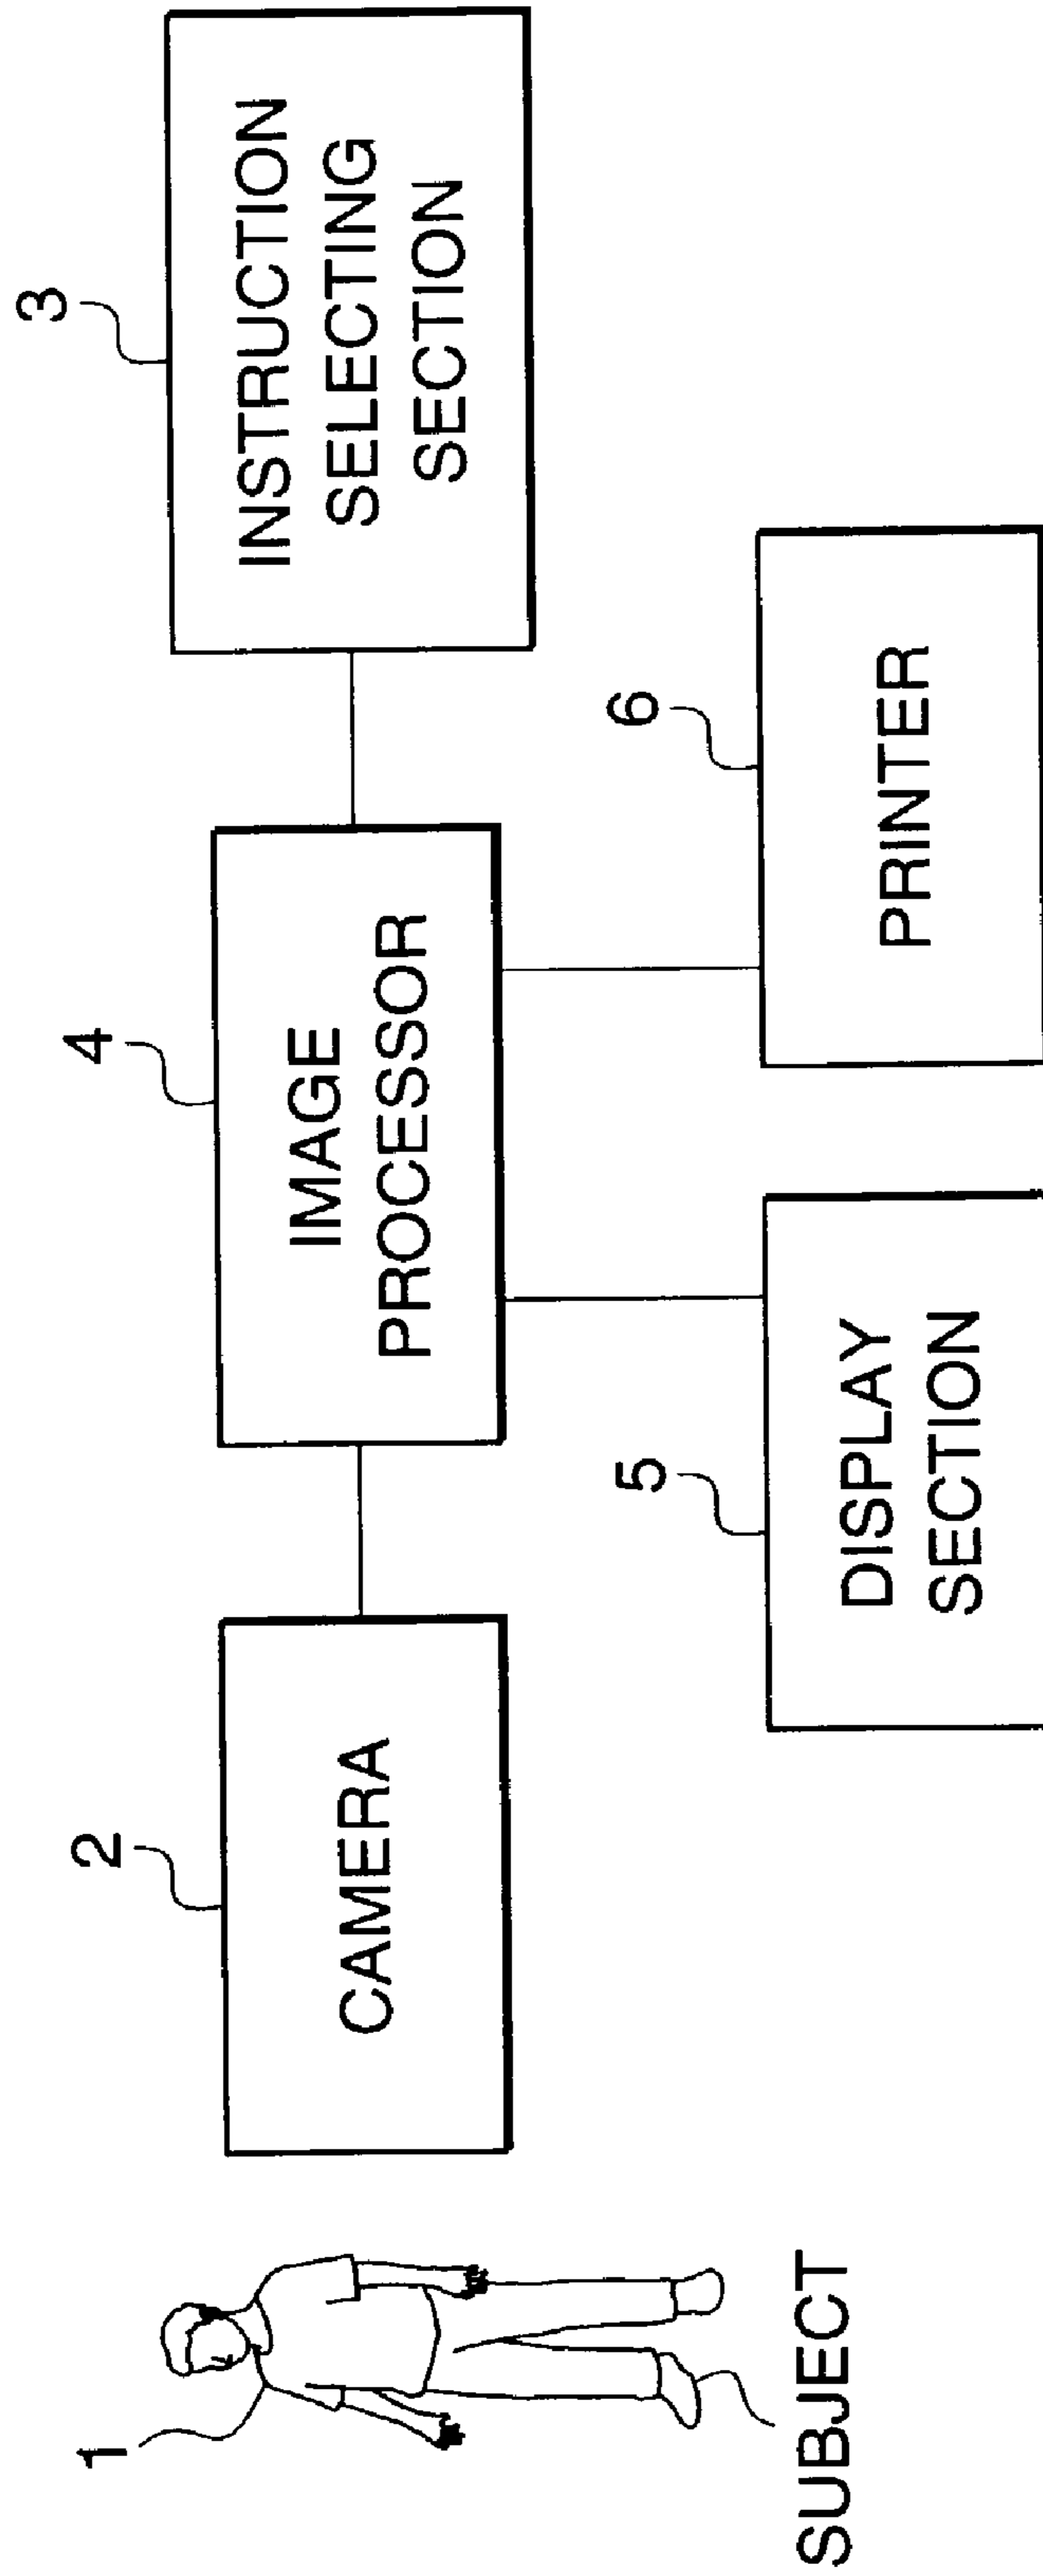 1
SUBJECT
2
CAMERA
4
IMAGE
PROCESSOR
3
INSTRUCTION
SELECTING
SECTION
5
DISPLAY
SECTION
6
PRINTER